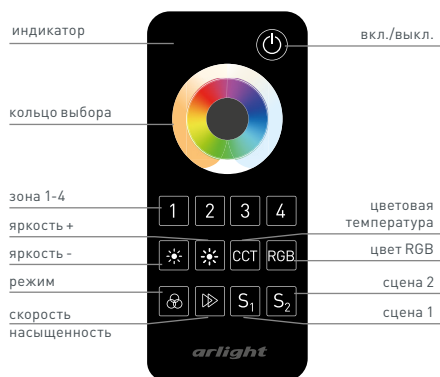 индикатор
вкл./выкл.
кольцо выбора
зона 1-4
1 2 3 4
цветовая
температура
яркость +
яркость -
CCT RGB
цвет RGB
режим
S₁ S₂
сцена 2
скорость
насыщенность
сцена 1
arlight